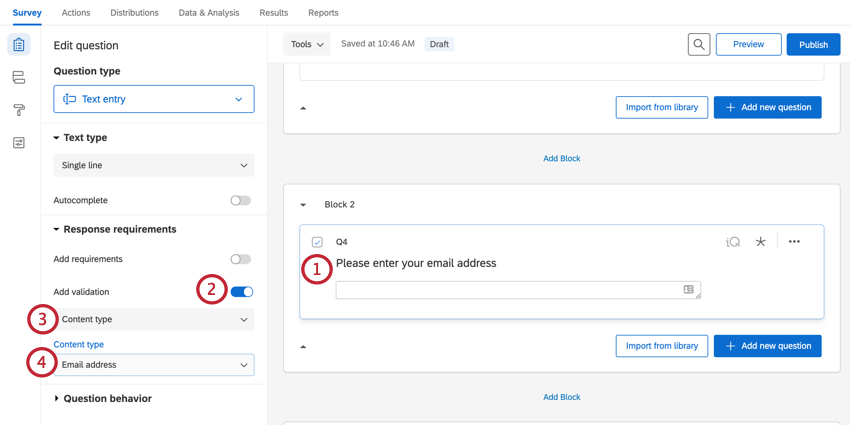 Survey Actions Distributions Data & Analysis Results Reports
Edit question
Question type
Text entry
Text type
Single line
Autocomplete
Response requirements
Add requirements
Add validation
2
3
Content type
Content type
4
Email address
Question behavior
Tools
Saved at 10:46 AM
Draft
Preview
Publish
Import from library
+ Add new question
Add Block
Block 2
Q4
iQ
1
Please enter your email address
Import from library
+ Add new question
Add Block